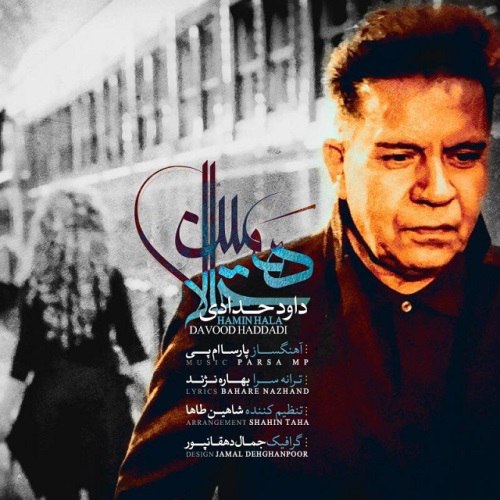 همین حالا
داود حدادی
HAMIN HALA
DAVOOD HADDADI
آهنگساز پارسا ام پی
MUSIC PARSA MP
ترانه سرا بهاره نژند
LYRICS BAHARE NAZHAND
تنظیم کننده شاهین طاها
ARRANGEMENT SHAHIN TAHA
گرافیک جمال دهقانپور
DESIGN JAMAL DEHGHANPOOR